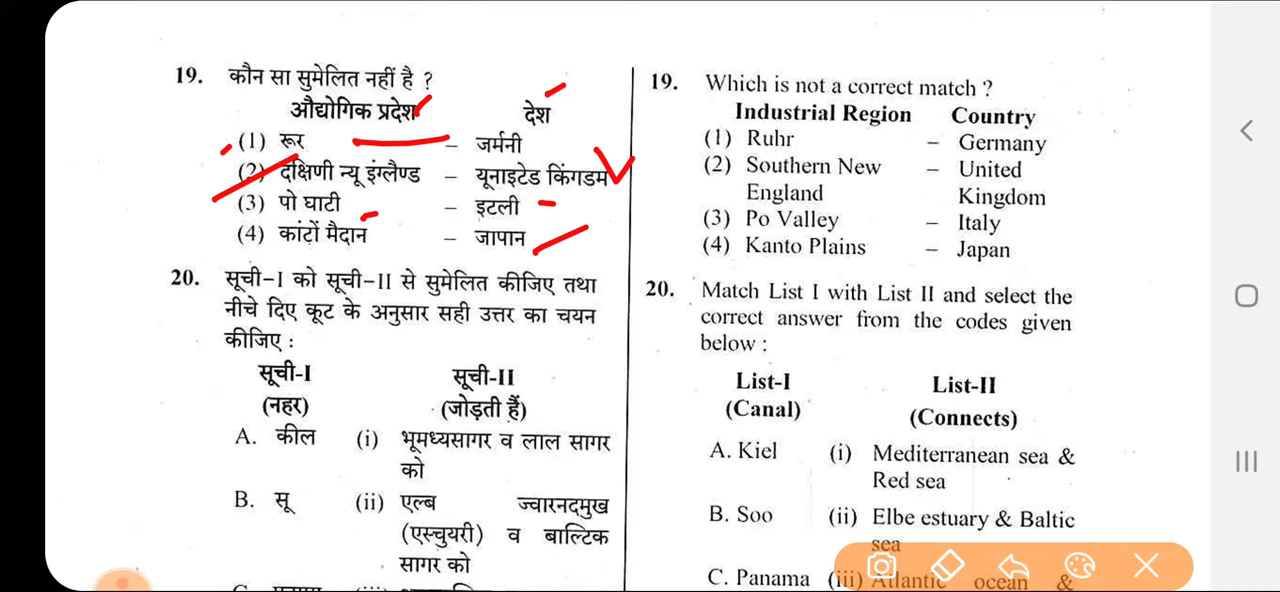 19. कौन सा सुमेलित नहीं है ?
औद्योगिक प्रदेश देश
(1) रूर – जर्मनी
(2) दक्षिणी न्यू इंग्लैण्ड – यूनाइटेड किंगडम
(3) पो घाटी – इटली
(4) कांटों मैदान – जापान
20. सूची-I को सूची-II से सुमेलित कीजिए तथा
नीचे दिए कूट के अनुसार सही उत्तर का चयन
कीजिए :
सूची-I सूची-II
(नहर) (जोड़ती हैं)
A. कील (i) भूमध्यसागर व लाल सागर
को
B. सू (ii) एल्ब ज्वारनदमुख
(एस्चुयरी) व बाल्टिक
सागर को
19. Which is not a correct match ?
Industrial Region Country
(1) Ruhr – Germany
(2) Southern New – United
England Kingdom
(3) Po Valley – Italy
(4) Kanto Plains – Japan
20. Match List I with List II and select the
correct answer from the codes given
below :
List-I List-II
(Canal) (Connects)
A. Kiel (i) Mediterranean sea &
Red sea
B. Soo (ii) Elbe estuary & Baltic
sea
C. Panama (iii) Atlantic ocean &